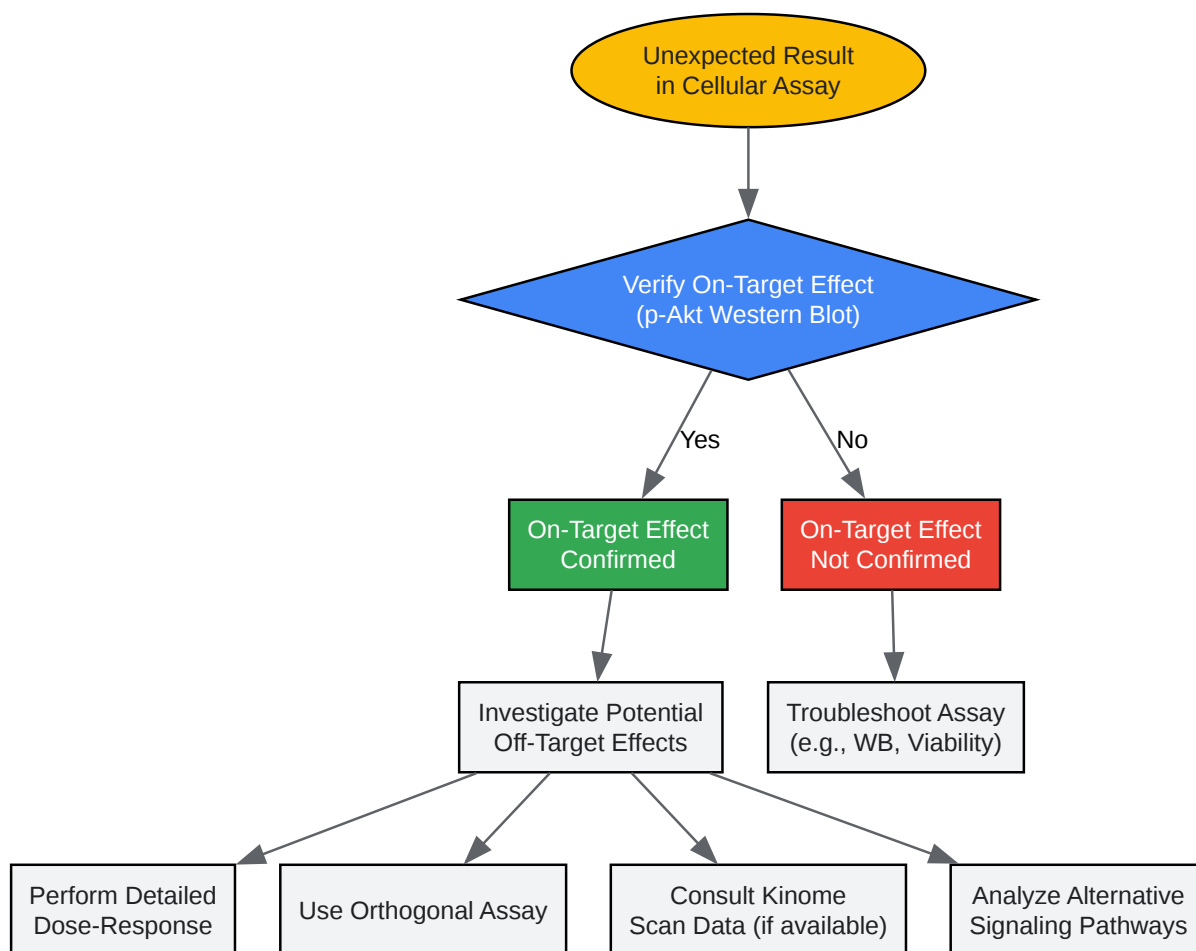 Unexpected Result
in Cellular Assay
Verify On-Target Effect
(p-Akt Western Blot)
Yes
No
On-Target Effect
Confirmed
On-Target Effect
Not Confirmed
Investigate Potential
Off-Target Effects
Troubleshoot Assay
(e.g., WB, Viability)
Perform Detailed
Dose-Response
Use Orthogonal Assay
Consult Kinome
Scan Data (if available)
Analyze Alternative
Signaling Pathways